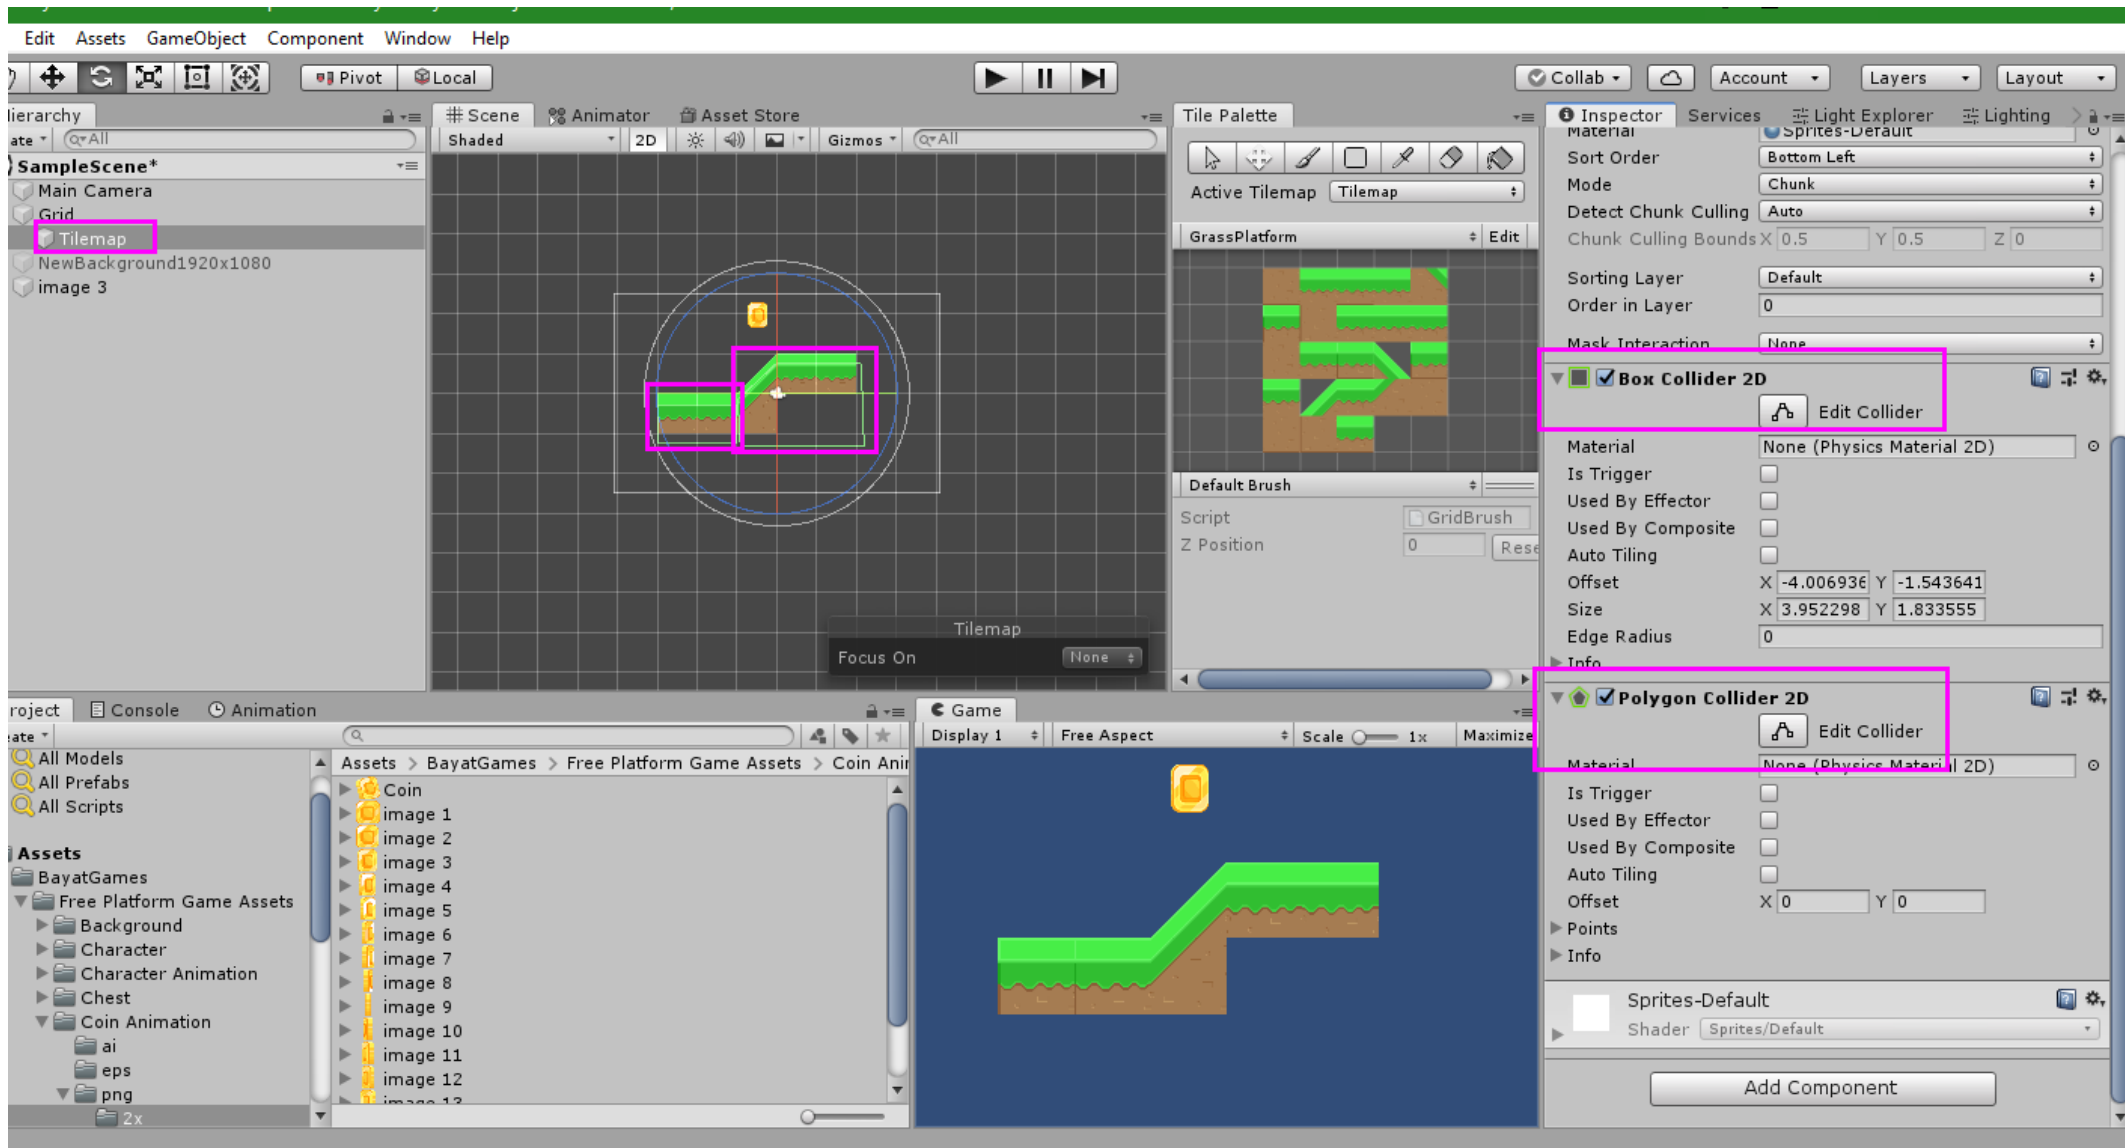 Edit Assets GameObject Component Window Help
Pivot Local Collab Account Layers Layout
Hierarchy
All
SampleScene*
Main Camera
Grid
Tilemap
NewBackground1920x1080
image 3
Scene Animator Asset Store
Shaded 2D Gizmos All
Tilemap
Focus On None
Tile Palette
Active Tilemap Tilemap
GrassPlatform Edit
Default Brush
Script GridBrush
Z Position 0
Inspector Services Light Explorer Lighting
Material Sprites-Default
Sort Order Bottom Left
Mode Chunk
Detect Chunk Culling Auto
Chunk Culling Bounds X 0.5 Y 0.5 Z 0
Sorting Layer Default
Order in Layer 0
Mask Interaction None
Box Collider 2D
Edit Collider
Material None (Physics Material 2D)
Is Trigger
Used By Effector
Used By Composite
Auto Tiling
Offset X -4.006936 Y -1.543641
Size X 3.952298 Y 1.833555
Edge Radius 0
Info
Polygon Collider 2D
Edit Collider
Material None (Physics Material 2D)
Is Trigger
Used By Effector
Used By Composite
Auto Tiling
Offset X 0 Y 0
Points
Info
Sprites-Default
Shader Sprites/Default
Add Component
roject Console Animation
eate
All Models
All Prefabs
All Scripts
Assets
BayatGames
Free Platform Game Assets
Background
Character
Character Animation
Chest
Coin Animation
ai
eps
png
2x
Assets > BayatGames > Free Platform Game Assets > Coin Ani
Coin
image 1
image 2
image 3
image 4
image 5
image 6
image 7
image 8
image 9
image 10
image 11
image 12
image 13
Game
Display 1 Free Aspect Scale 1x Maximize